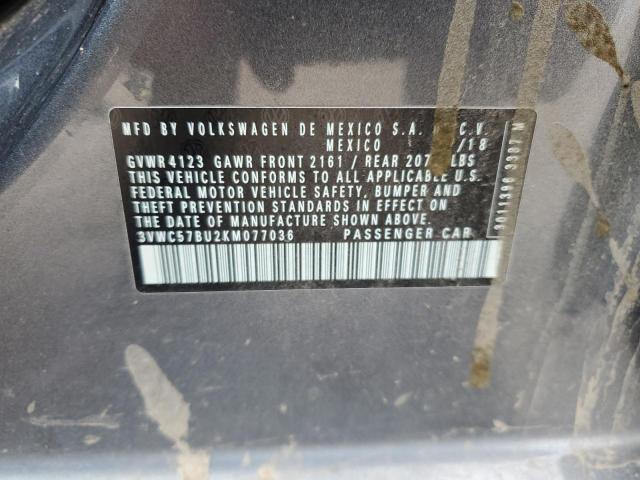 MFD BY VOLKSWAGEN DE MEXICO S.A. C.V.
MEXICO /18
GVWR 4123 GAWR FRONT 2161 / REAR 207 LBS
THIS VEHICLE CONFORMS TO ALL APPLICABLE U.S.
FEDERAL MOTOR VEHICLE SAFETY, BUMPER AND
THEFT PREVENTION STANDARDS IN EFFECT ON
THE DATE OF MANUFACTURE SHOWN ABOVE.
3VWC57BU2KM077036 PASSENGER CAR